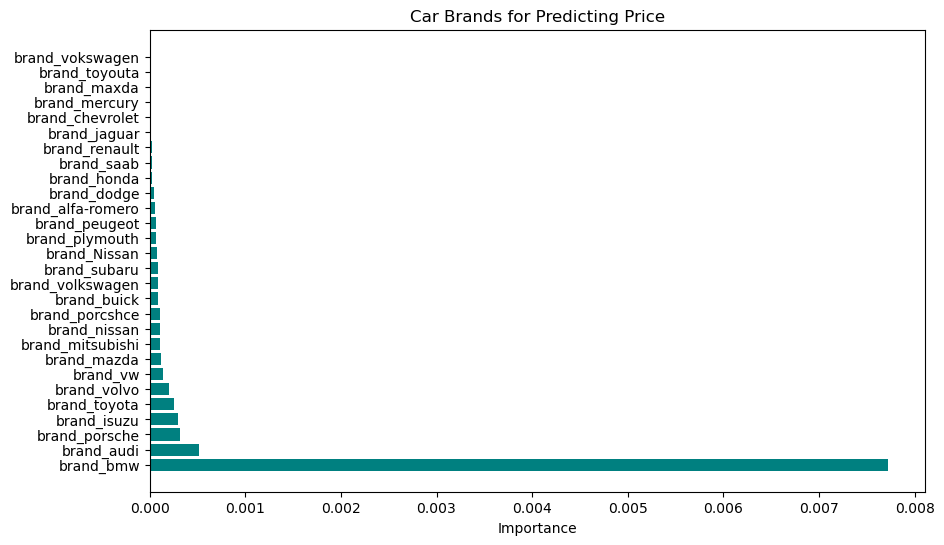 Car Brands for Predicting Price
brand_vokswagen
brand_toyouta
brand_maxda
brand_mercury
brand_chevrolet
brand_jaguar
brand_renault
brand_saab
brand_honda
brand_dodge
brand_alfa-romero
brand_peugeot
brand_plymouth
brand_Nissan
brand_subaru
brand_volkswagen
brand_buick
brand_porcshce
brand_nissan
brand_mitsubishi
brand_mazda
brand_vw
brand_volvo
brand_toyota
brand_isuzu
brand_porsche
brand_audi
brand_bmw
0.000 0.001 0.002 0.003 0.004 0.005 0.006 0.007 0.008
Importance